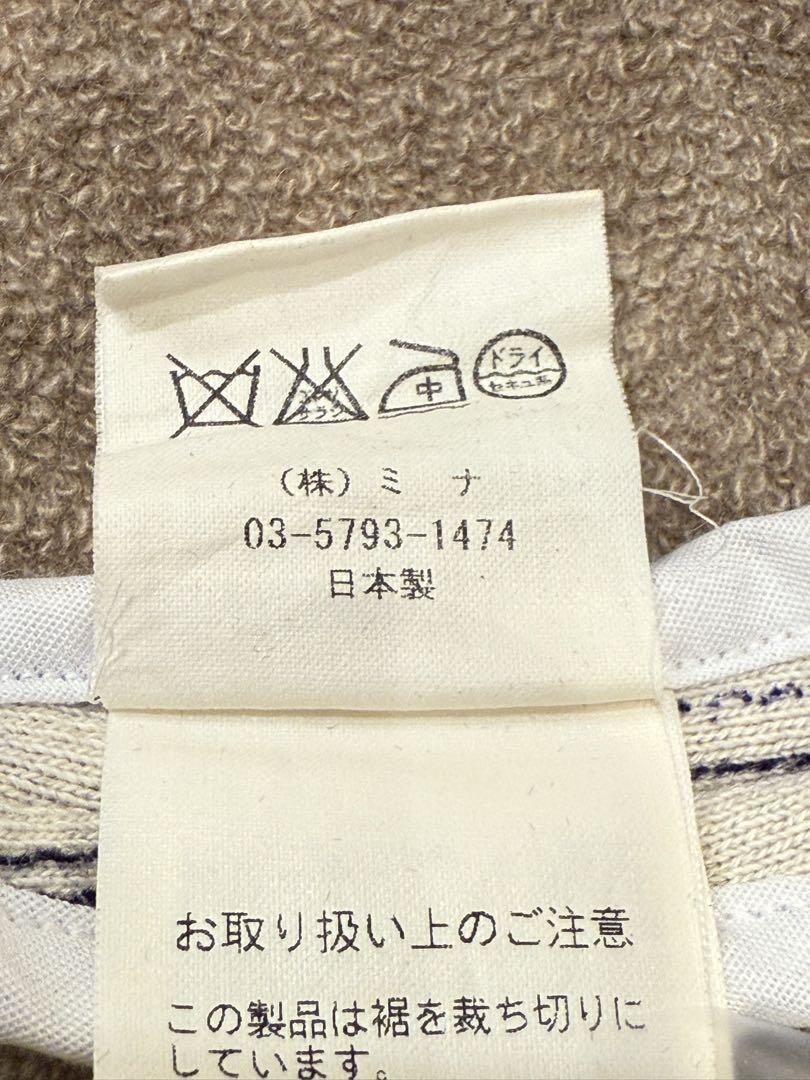 中
ドライ
セキユ系
(株)ミナ
03-5793-1474
日本製
お取り扱い上のご注意
この製品は裾を裁ち切りに
しています。